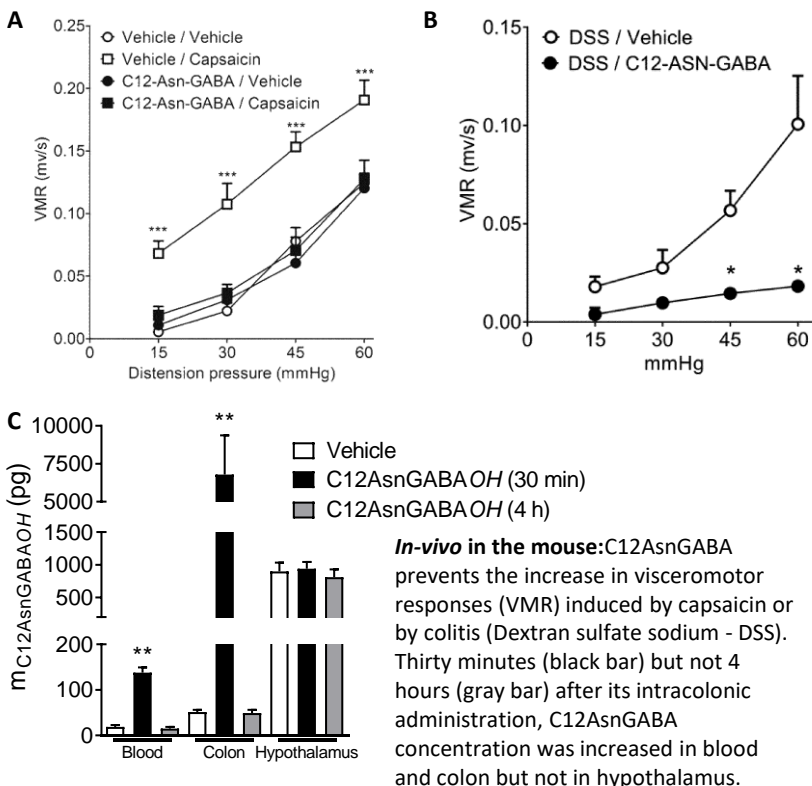 A
Vehicle / Vehicle
Vehicle / Capsaicin
C12-Asn-GABA / Vehicle
C12-Asn-GABA / Capsaicin
VMR (mv/s)
0.25
0.20
0.15
0.10
0.05
0.00
***
***
***
***
0 15 30 45 60
Distension pressure (mmHg)
B
DSS / Vehicle
DSS / C12-ASN-GABA
VMR (mv/s)
0.15
0.10
0.05
0.00
*
*
0 15 30 45 60
mmHg
C
mC12AsnGABAOH (pg)
10000
7500
5000
1500
1000
500
200
100
0
**
**
Vehicle
C12AsnGABAOH (30 min)
C12AsnGABAOH (4 h)
Blood Colon Hypothalamus
In-vivo in the mouse:C12AsnGABA
prevents the increase in visceromotor
responses (VMR) induced by capsaicin or
by colitis (Dextran sulfate sodium - DSS).
Thirty minutes (black bar) but not 4
hours (gray bar) after its intracolonic
administration, C12AsnGABA
concentration was increased in blood
and colon but not in hypothalamus.